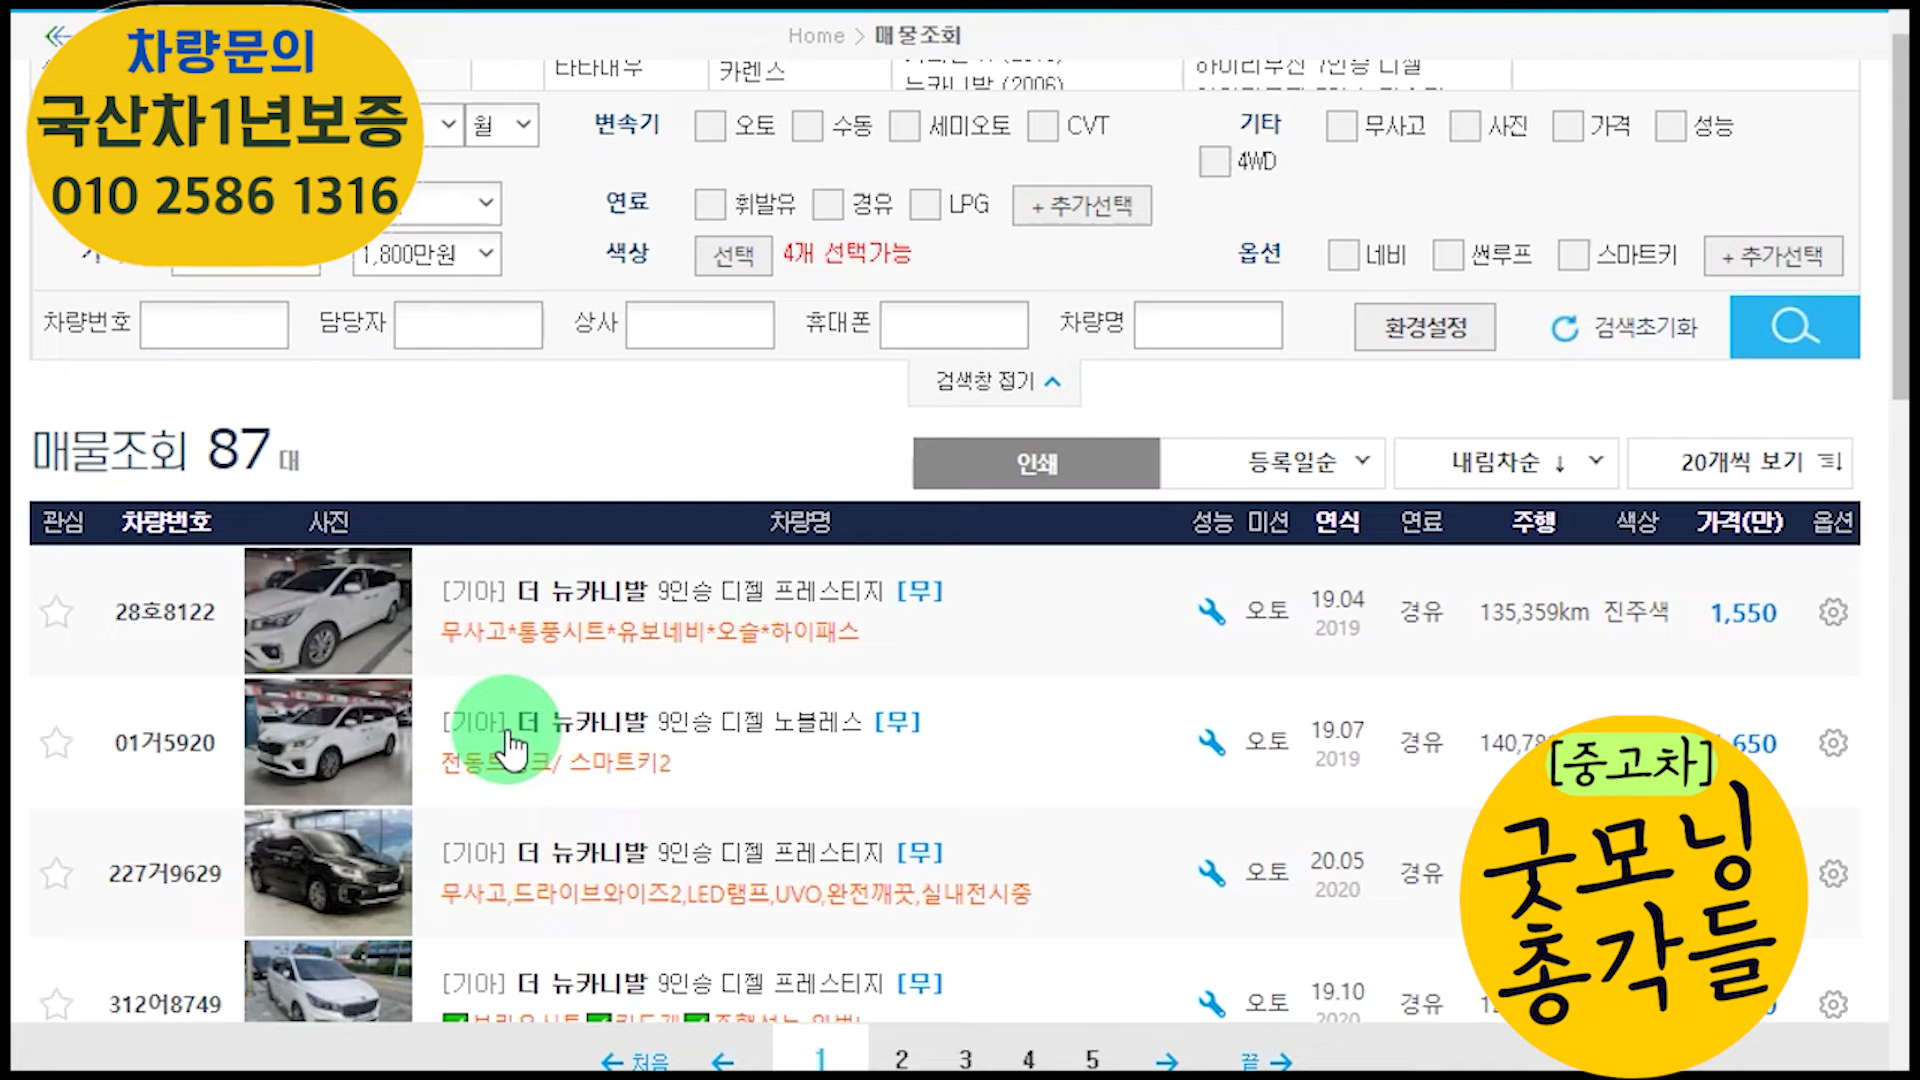 차량문의
국산차1년보증
010 2586 1316
Home > 매물조회
타타대우
카렌스
뉴카니발 (2006)
월
변속기
오토
수동
세미오토
CVT
기타
무사고
사진
가격
성능
4WD
연료
휘발유
경유
LPG
+ 추가선택
1,800만원
색상
선택
4개 선택가능
옵션
네비
썬루프
스마트키
+ 추가선택
차량번호
담당자
상사
휴대폰
차량명
환경설정
검색초기화
검색창 접기
매물조회 87 대
인쇄
등록일순
내림차순 ↓
20개씩 보기
관심 차량번호 사진 차량명 성능 미션 연식 연료 주행 색상 가격(만) 옵션
28호8122
[기아] 더 뉴카니발 9인승 디젤 프레스티지 [무]
무사고*통풍시트*유보네비*오슬*하이패스
오토
19.04
2019
경유
135,359km
진주색
1,550
01거5920
[기아] 더 뉴카니발 9인승 디젤 노블레스 [무]
스마트키2
오토
19.07
2019
경유
650
227거9629
[기아] 더 뉴카니발 9인승 디젤 프레스티지 [무]
무사고,드라이브와이즈2,LED램프,UVO,완전깨끗,실내전시중
오토
20.05
2020
경유
312어8749
[기아] 더 뉴카니발 9인승 디젤 프레스티지 [무]
오토
19.10
2020
경유
[중고차]
굿모닝
총각들
← 처음 ← 1 2 3 4 5 → 끝 →